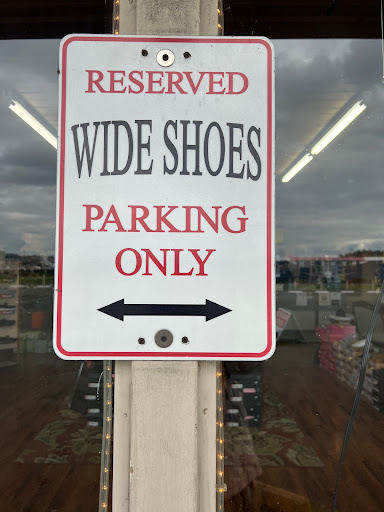 RESERVED
WIDE SHOES
PARKING
ONLY